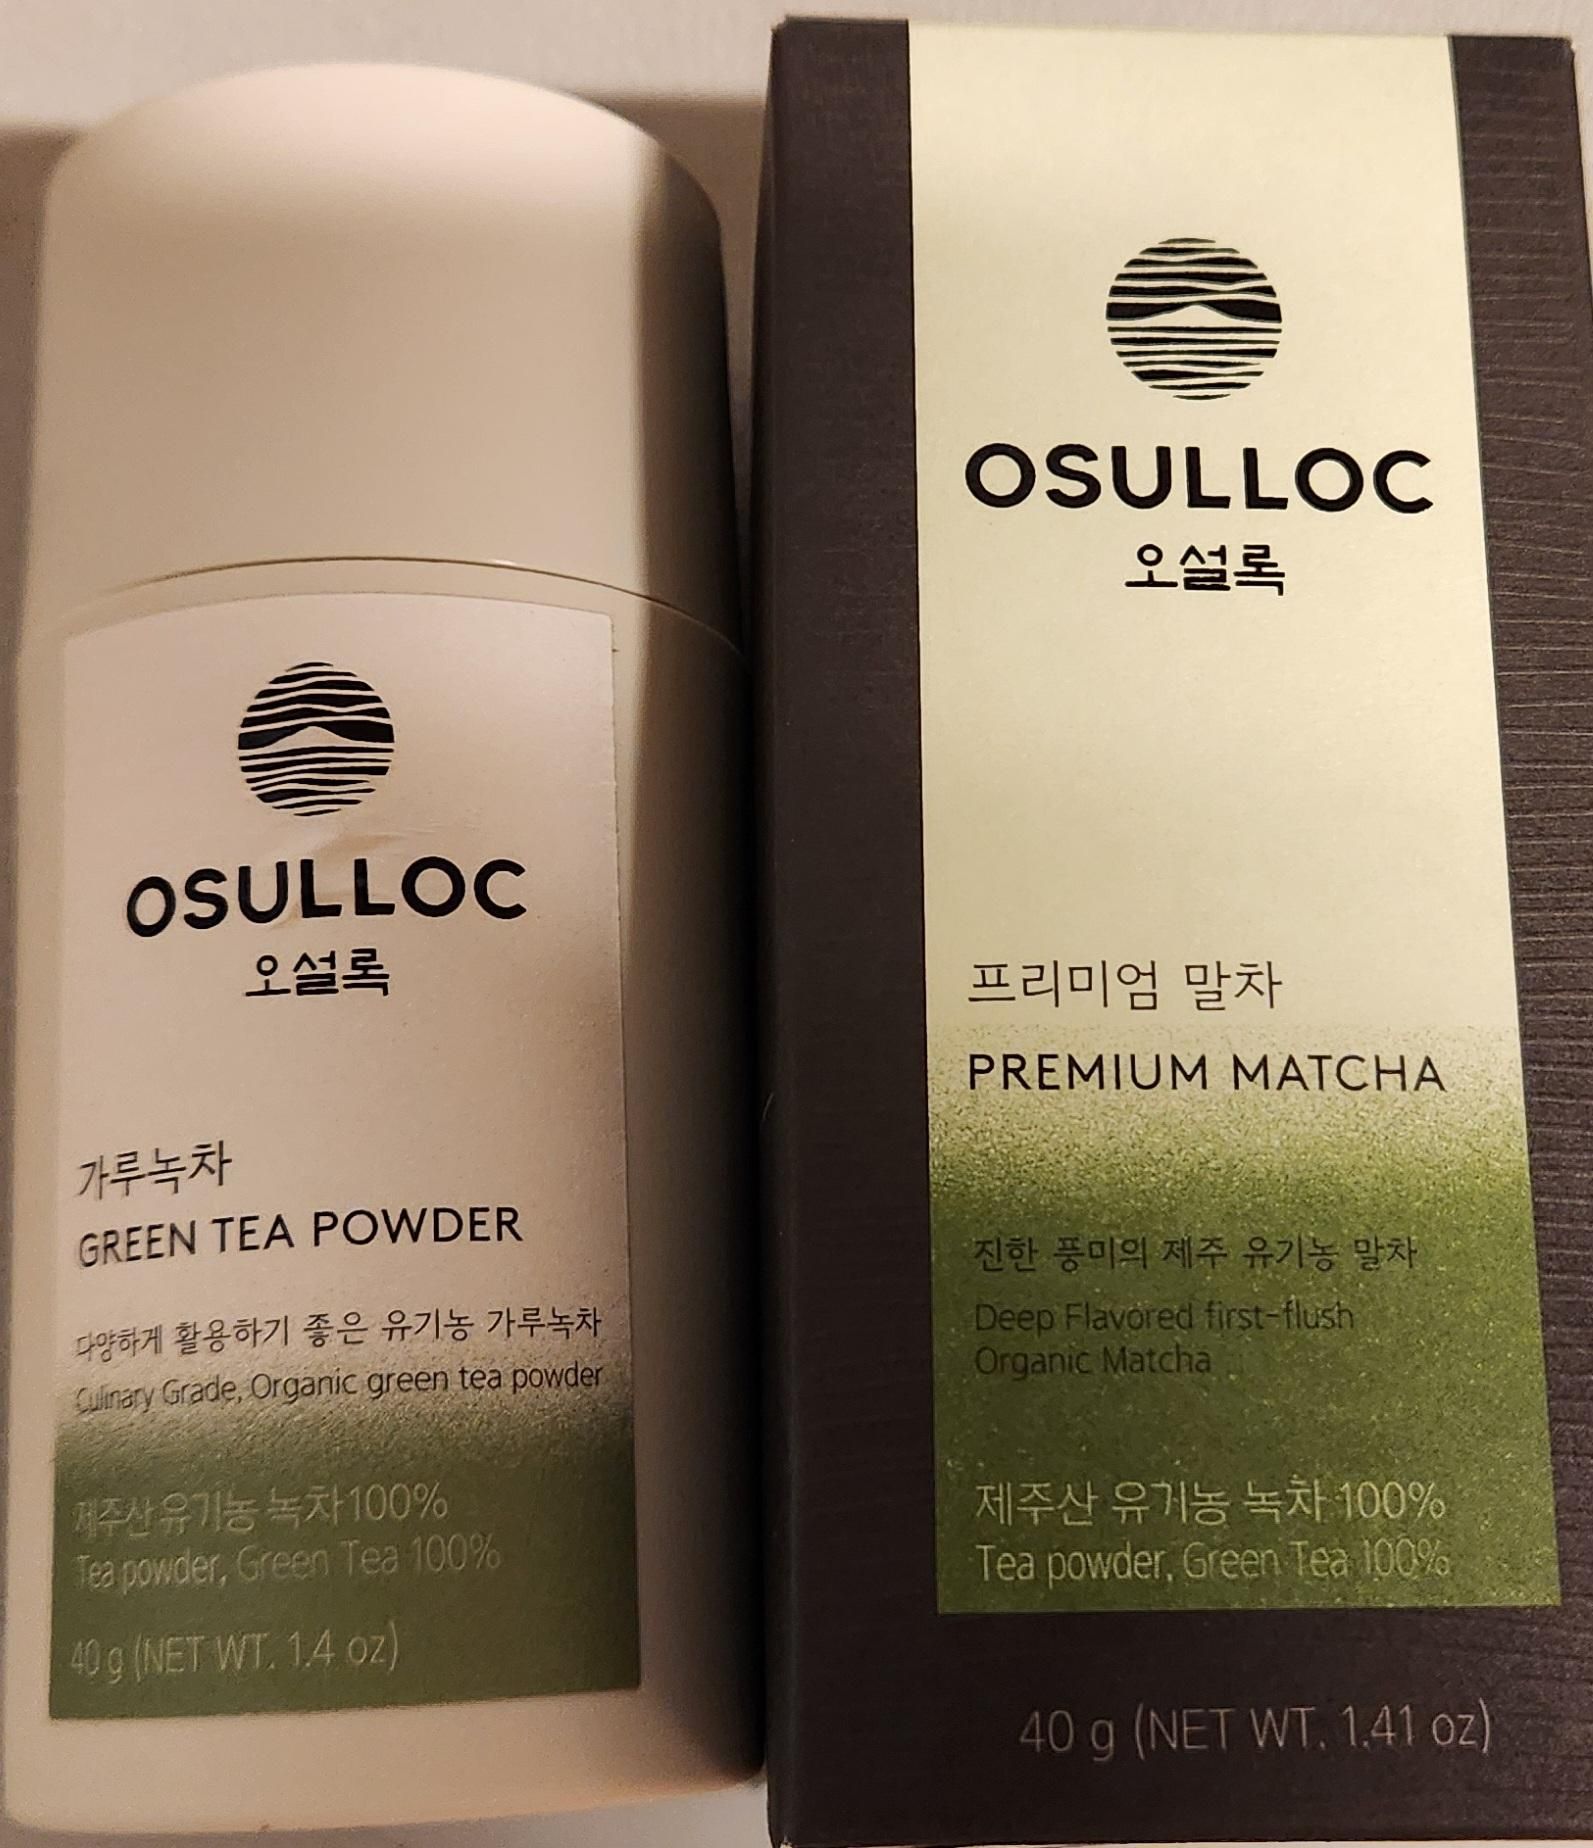 OSULLOC
오설록
가루녹차
GREEN TEA POWDER
다양하게 활용하기 좋은 유기농 가루녹차
Culinary Grade, Organic green tea powder
제주산 유기농 녹차 100%
Tea powder, Green Tea 100%
40 g (NET WT. 1.4 oz)
OSULLOC
오설록
프리미엄 말차
PREMIUM MATCHA
진한 풍미의 제주 유기농 말차
Deep Flavored first-flush
Organic Matcha
제주산 유기농 녹차 100%
Tea powder, Green Tea 100%
40 g (NET WT. 1.41 oz)